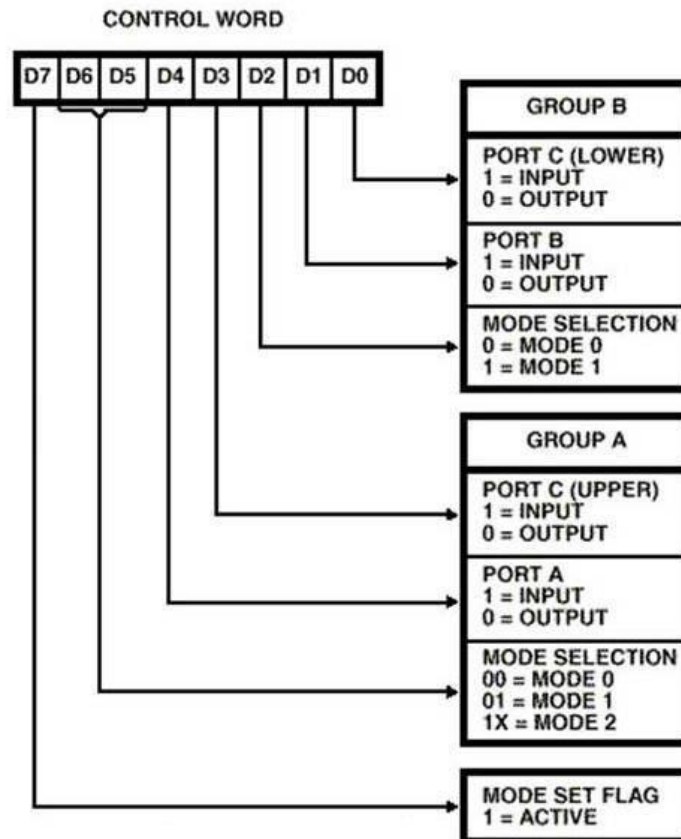 CONTROL WORD
D7 D6 D5 D4 D3 D2 D1 D0
GROUP B
PORT C (LOWER)
1 = INPUT
0 = OUTPUT
PORT B
1 = INPUT
0 = OUTPUT
MODE SELECTION
0 = MODE 0
1 = MODE 1
GROUP A
PORT C (UPPER)
1 = INPUT
0 = OUTPUT
PORT A
1 = INPUT
0 = OUTPUT
MODE SELECTION
00 = MODE 0
01 = MODE 1
1X = MODE 2
MODE SET FLAG
1 = ACTIVE